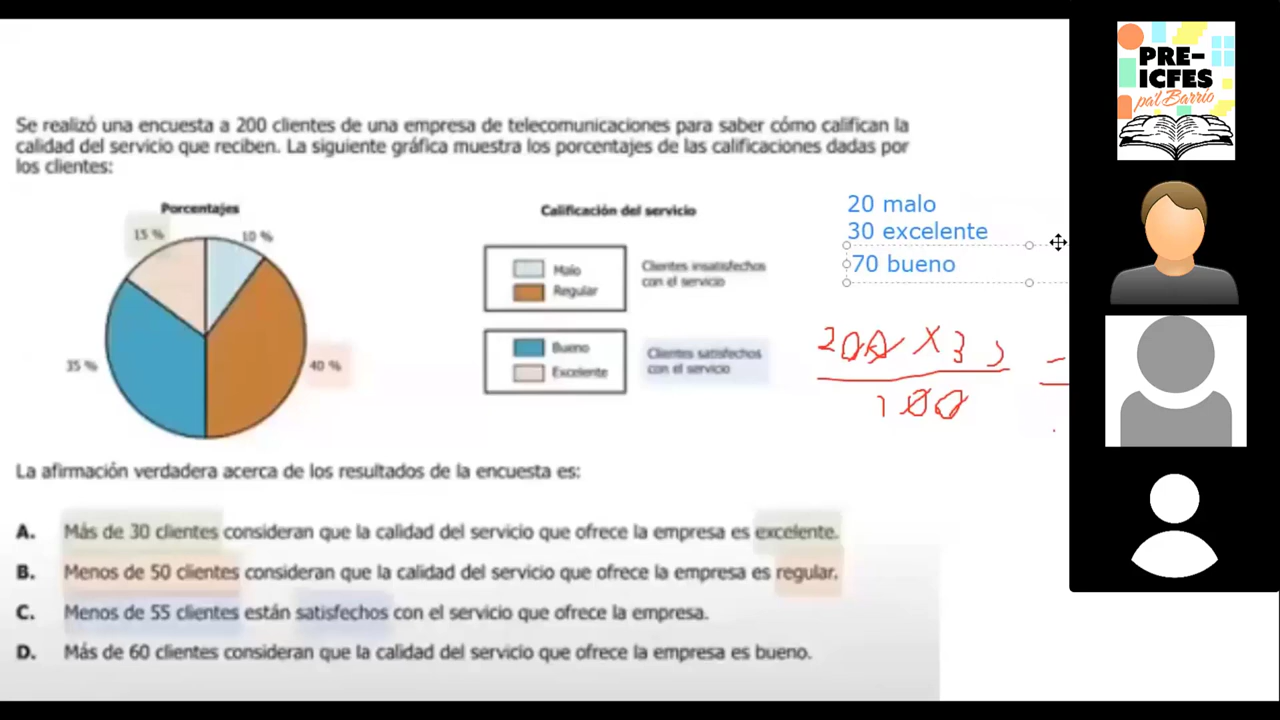 Se realizó una encuesta a 200 clientes de una empresa de telecomunicaciones para saber cómo califican la
calidad del servicio que reciben. La siguiente gráfica muestra los porcentajes de las calificaciones dadas por
los clientes:
Porcentajes
15 %
10 %
35 %
40 %
Calificación del servicio
Malo
Regular
Clientes insatisfechos
con el servicio
Bueno
Excelente
Clientes satisfechos
con el servicio
20 malo
30 excelente
70 bueno
200 x 35
100
La afirmación verdadera acerca de los resultados de la encuesta es:
A. Más de 30 clientes consideran que la calidad del servicio que ofrece la empresa es excelente.
B. Menos de 50 clientes consideran que la calidad del servicio que ofrece la empresa es regular.
C. Menos de 55 clientes están satisfechos con el servicio que ofrece la empresa.
D. Más de 60 clientes consideran que la calidad del servicio que ofrece la empresa es bueno.
PRE-
ICFES
pa'l Barrio